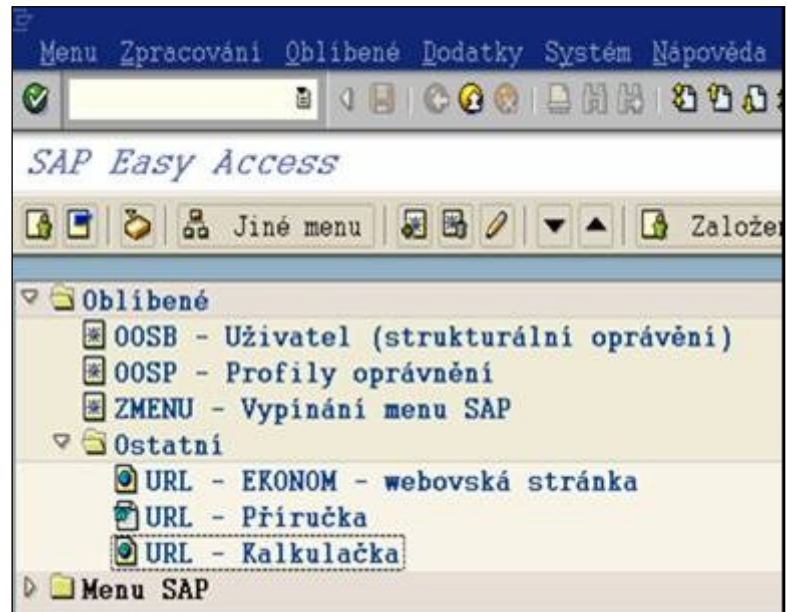 Menu Zpracování Oblíbené Dodatky Systém Nápověda
SAP Easy Access
Jiné menu Založe
Oblíbené
OOSB - Uživatel (strukturální oprávění)
OOSP - Profily oprávnění
ZMENU - Vypínání menu SAP
Ostatní
URL - EKONOM - webovská stránka
URL - Příručka
URL - Kalkulačka
Menu SAP